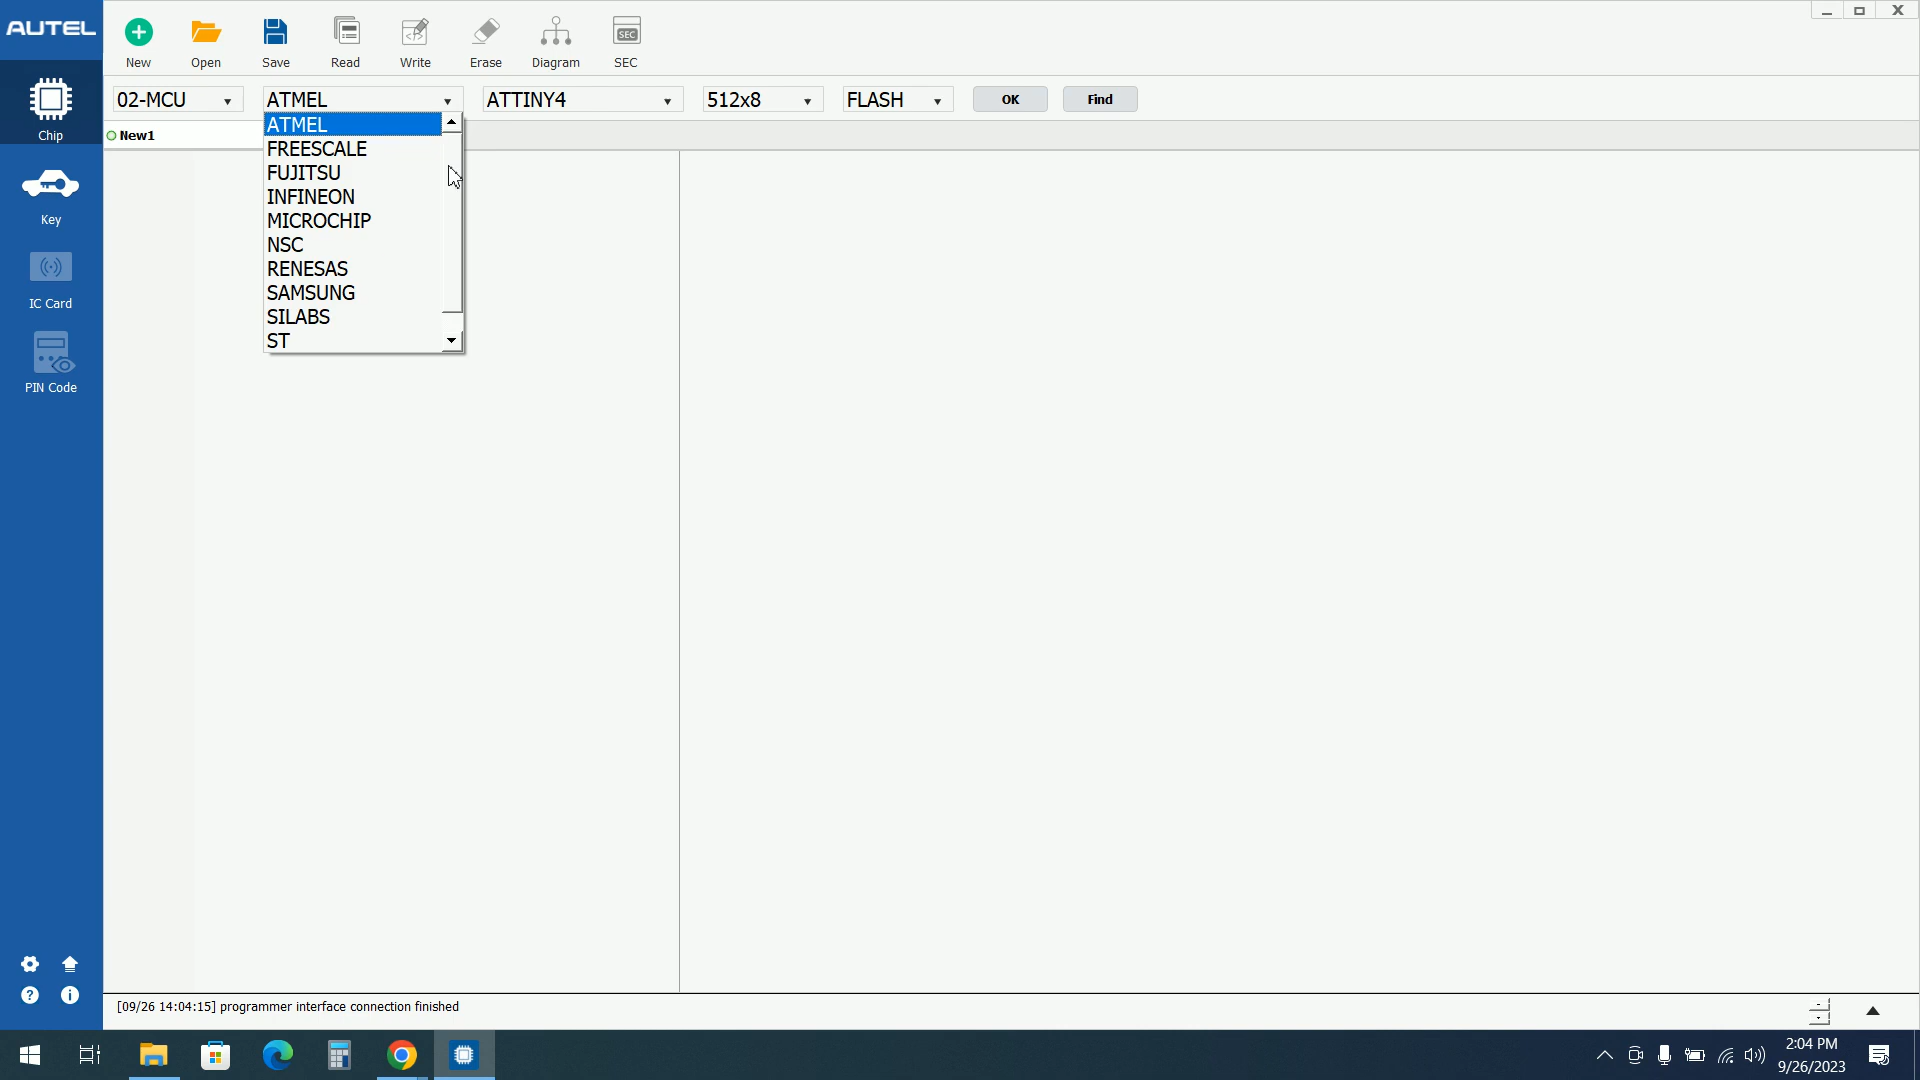 AUTEL
New Open Save Read Write Erase Diagram SEC
SEC
02-MCU ATMEL ATTINY4 512x8 FLASH OK Find
New1
ATMEL
FREESCALE
FUJITSU
INFINEON
MICROCHIP
NSC
RENESAS
SAMSUNG
SILABS
ST
Chip
Key
IC Card
PIN Code
[09/26 14:04:15] programmer interface connection finished
2:04 PM
9/26/2023